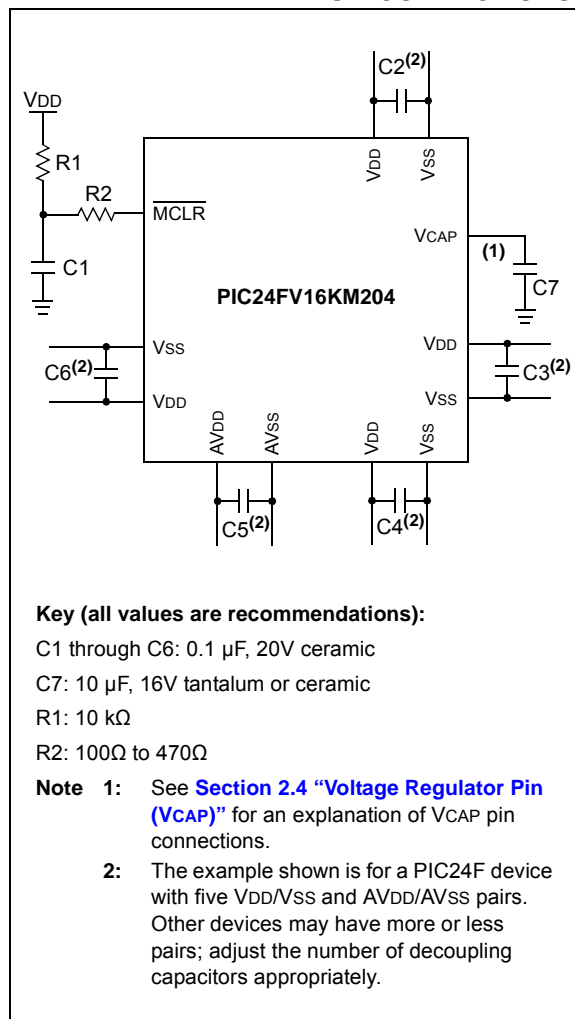 C2(2)
VDD
VDD
VSS
R1
R2
MCLR
VCAP
(1)
C1
C7
PIC24FV16KM204
VSS
VDD
C6(2)
C3(2)
VDD
VSS
AVDD
AVSS
VDD
VSS
C5(2)
C4(2)
Key (all values are recommendations):
C1 through C6: 0.1 µF, 20V ceramic
C7: 10 µF, 16V tantalum or ceramic
R1: 10 kΩ
R2: 100Ω to 470Ω
Note 1: See Section 2.4 “Voltage Regulator Pin
(VCAP)” for an explanation of VCAP pin
connections.
2: The example shown is for a PIC24F device
with five VDD/VSS and AVDD/AVSS pairs.
Other devices may have more or less
pairs; adjust the number of decoupling
capacitors appropriately.